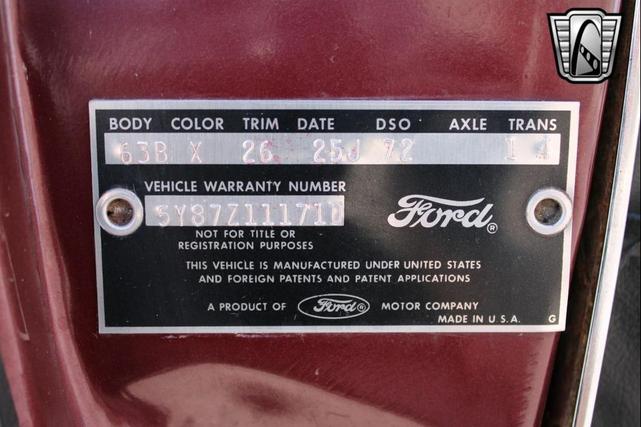 BODY COLOR TRIM DATE DSO AXLE TRANS
63B X 26 25J 72 1 4
VEHICLE WARRANTY NUMBER
5Y87Z111710
Ford®
NOT FOR TITLE OR
REGISTRATION PURPOSES
THIS VEHICLE IS MANUFACTURED UNDER UNITED STATES
AND FOREIGN PATENTS AND PATENT APPLICATIONS
A PRODUCT OF Ford® MOTOR COMPANY
MADE IN U.S.A. G